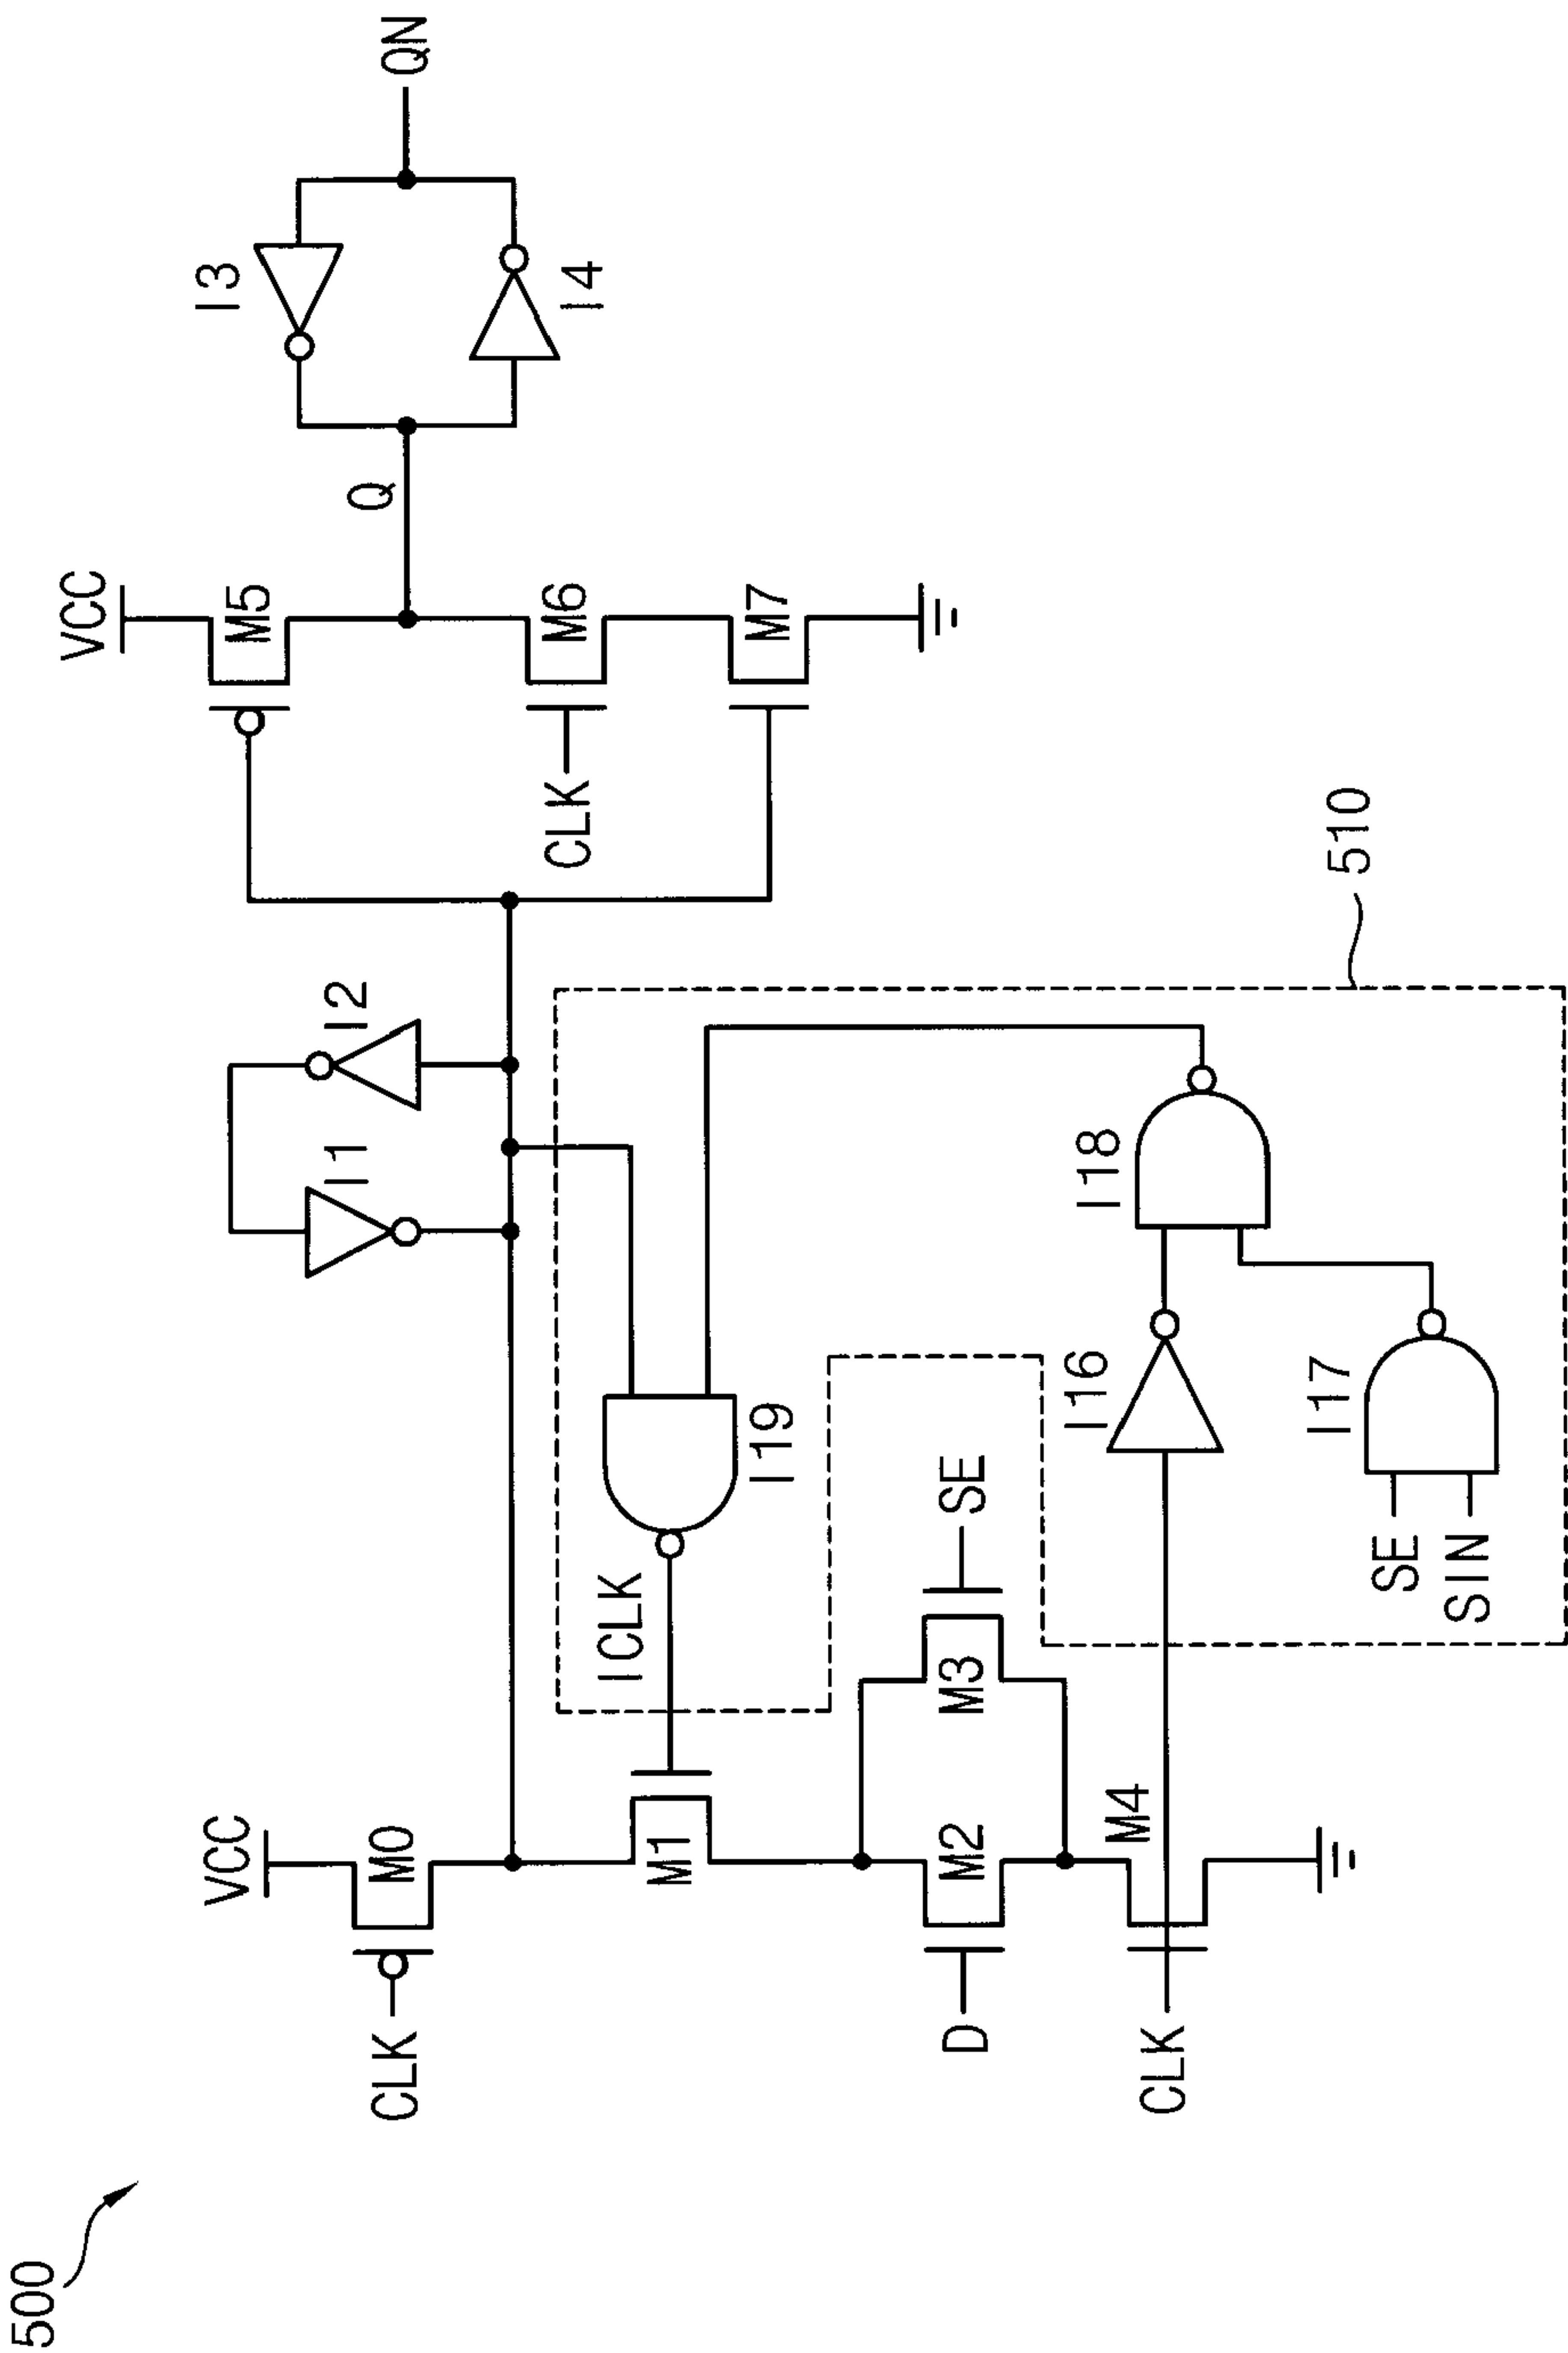 500
VCC
CLK
M0
M1
ICLK
D
M2
M3
SE
CLK
M4
I1
I2
I19
I16
I18
SE
SIN
I17
510
VCC
M5
CLK
M6
M7
Q
I3
I4
QN